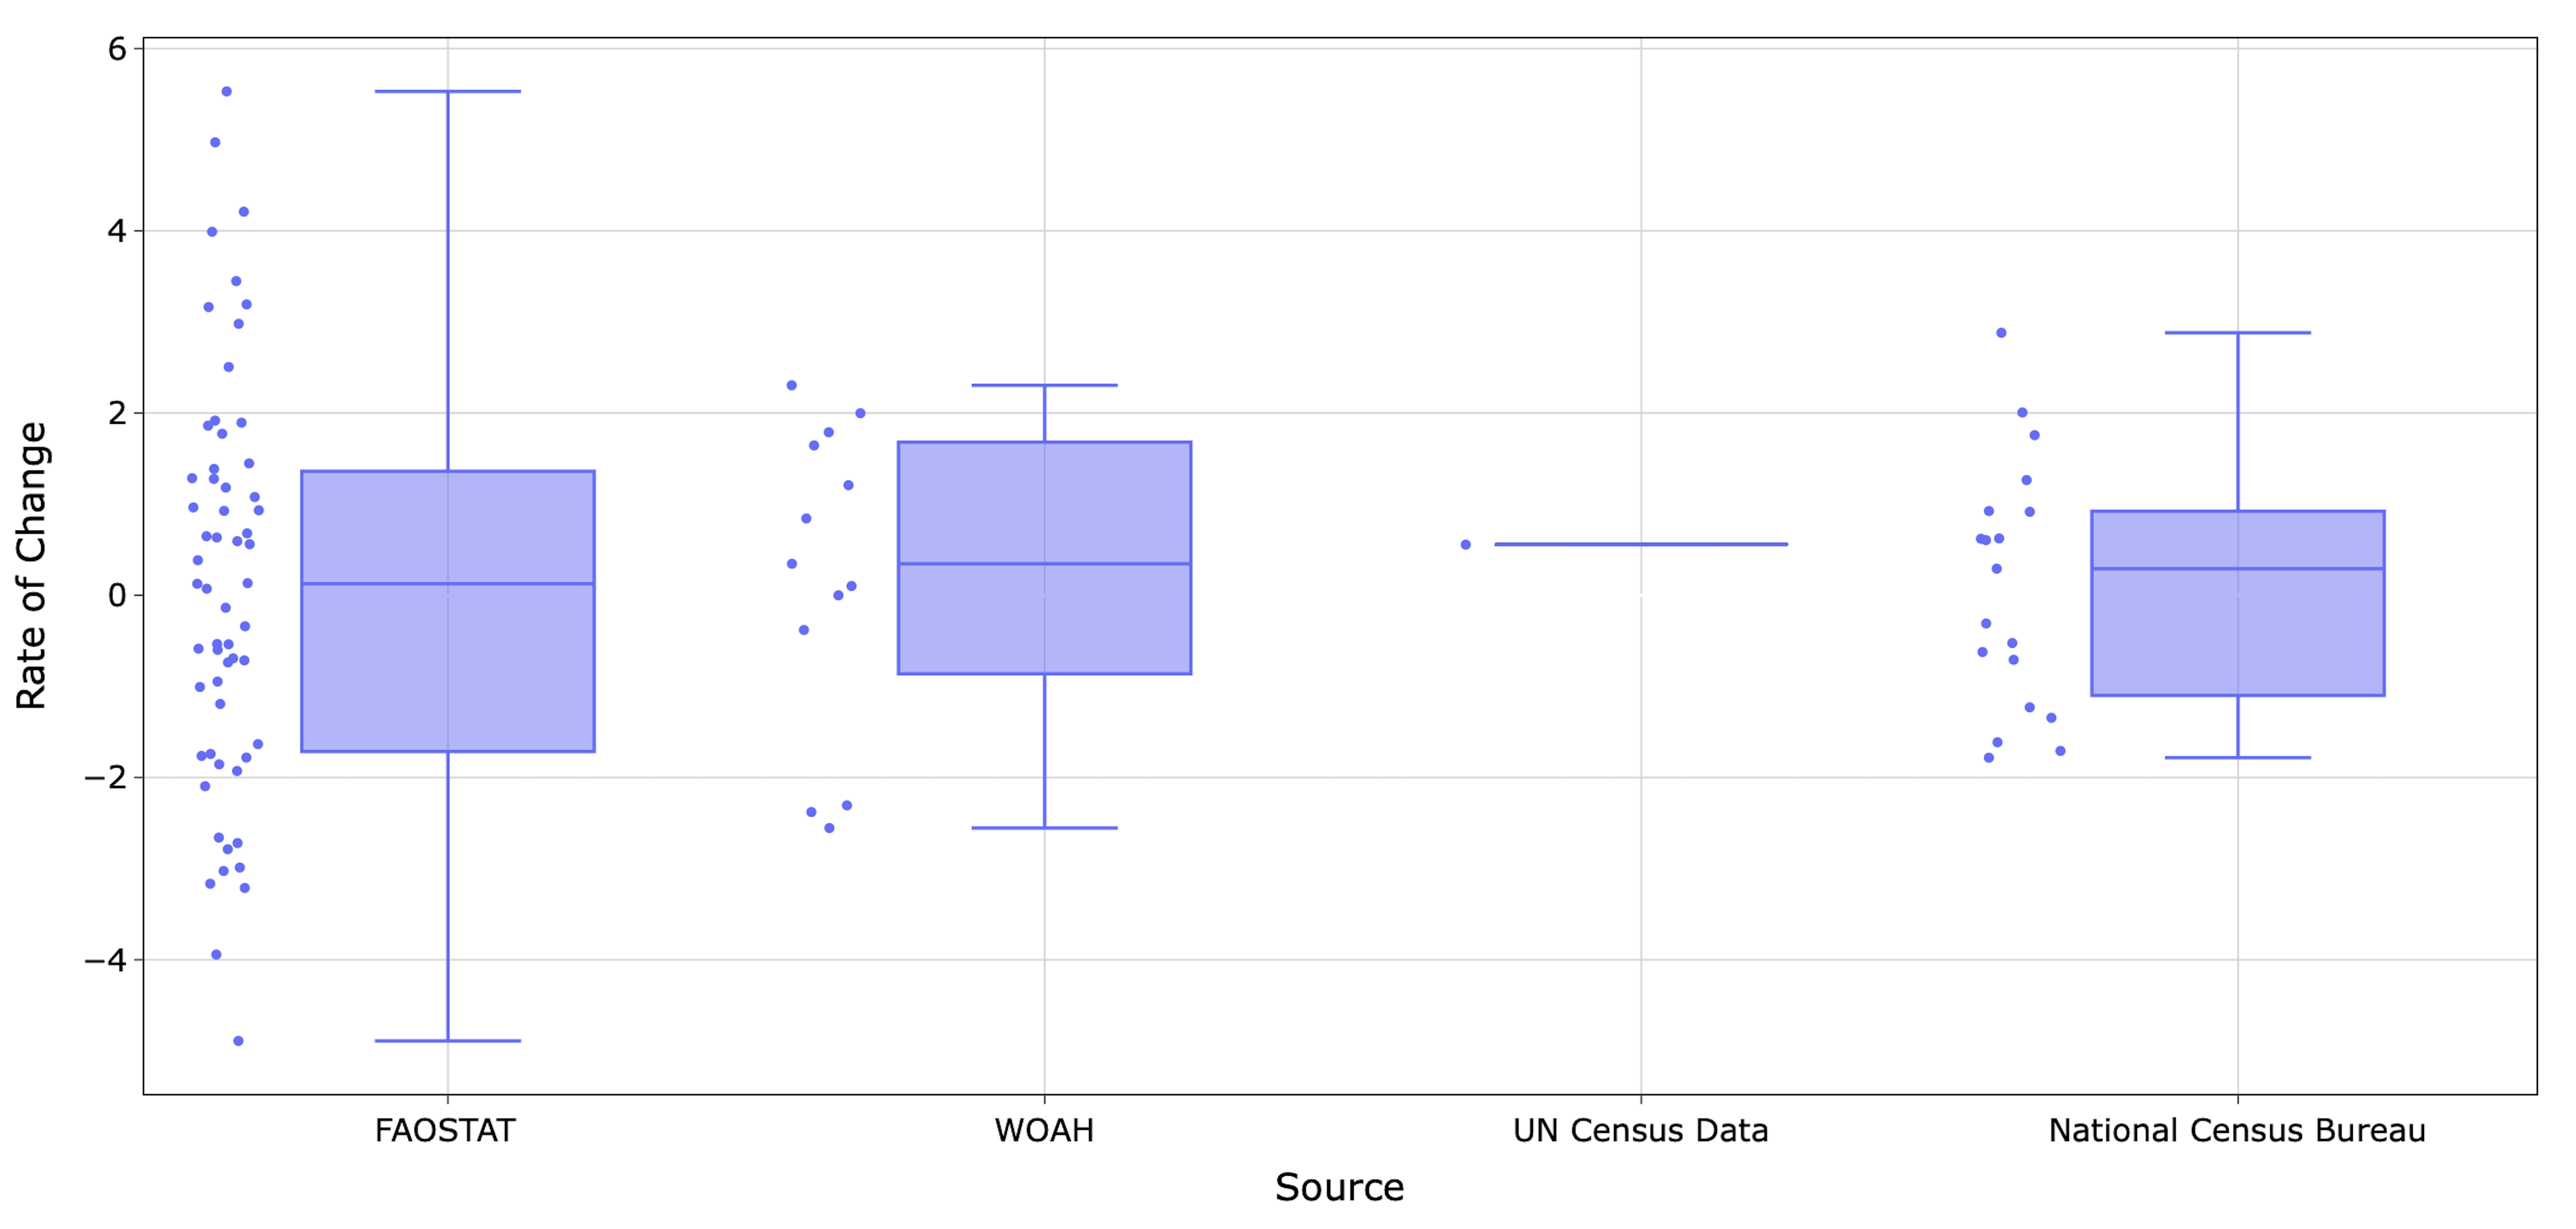 6
4
2
0
−2
−4
Rate of Change
FAOSTAT WOAH UN Census Data National Census Bureau
Source